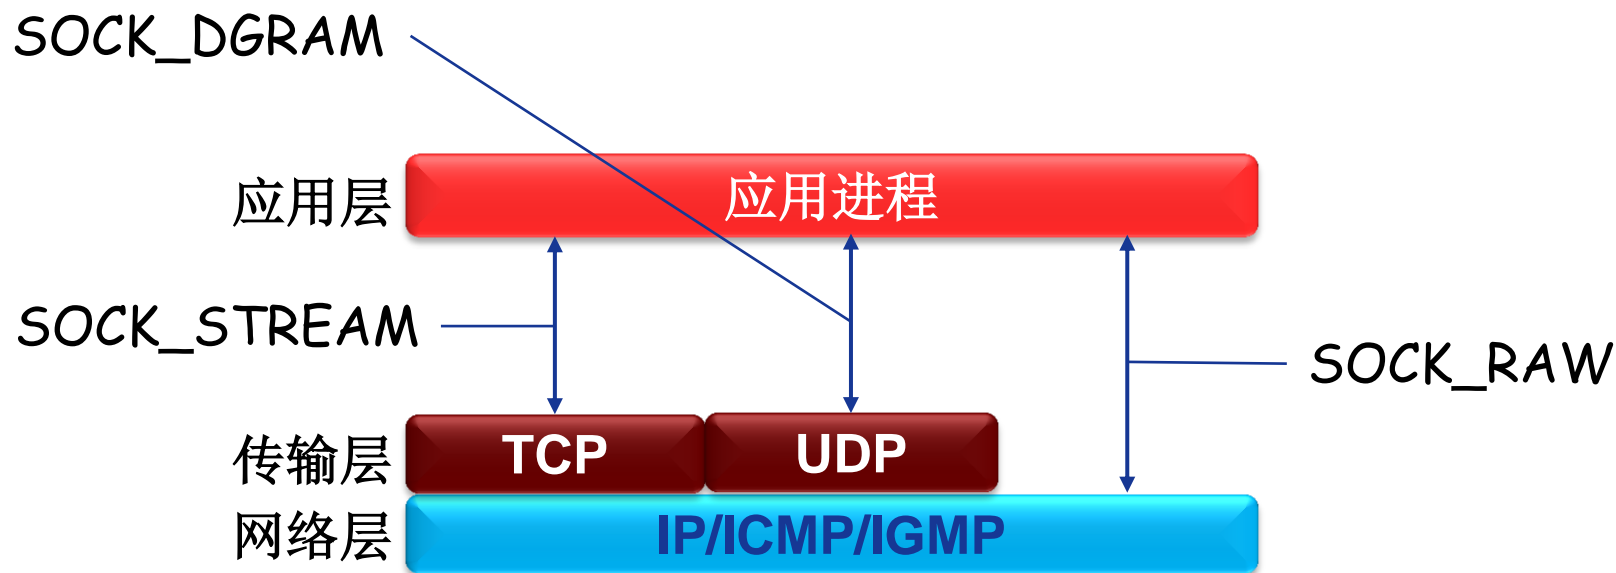 SOCK_DGRAM
应用层
应用进程
SOCK_STREAM
SOCK_RAW
传输层
TCP
UDP
网络层
IP/ICMP/IGMP